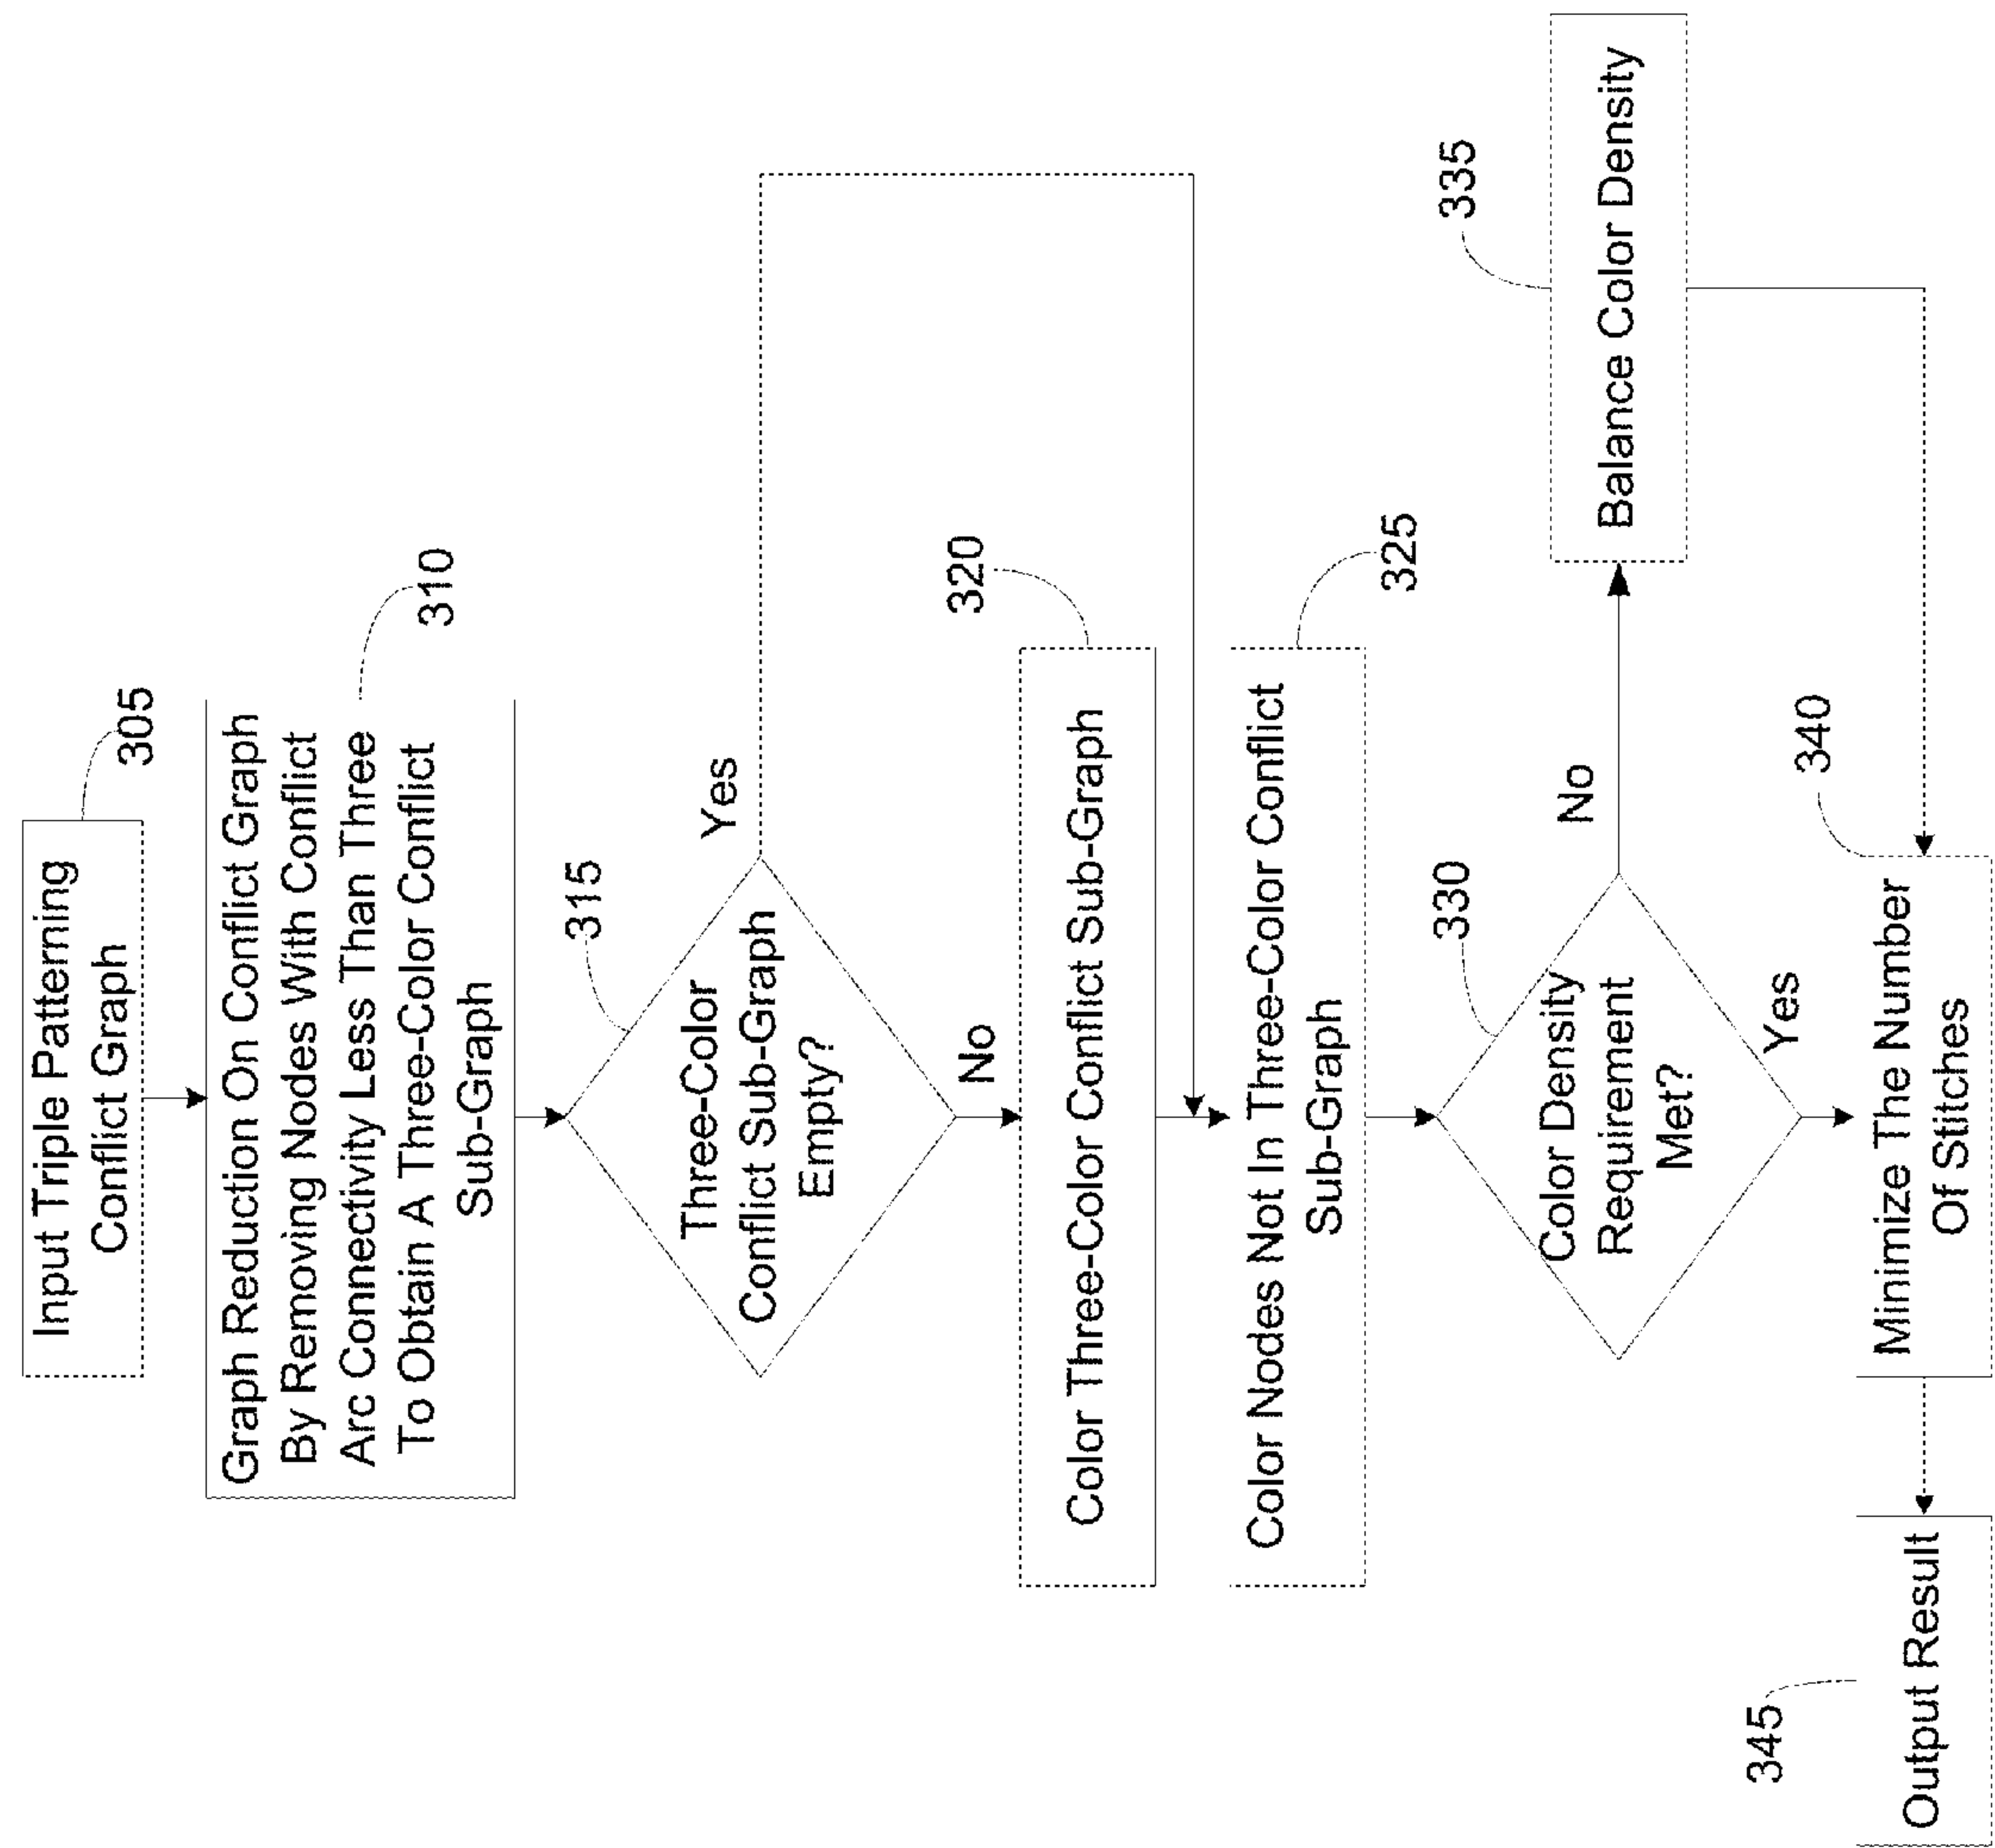 Input Triple Patterning
Conflict Graph
305
Graph Reduction On Conflict Graph
By Removing Nodes With Conflict
Arc Connectivity Less Than Three
To Obtain A Three-Color Conflict
Sub-Graph
310
Three-Color
Conflict Sub-Graph
Empty?
315
Yes
No
Color Three-Color Conflict Sub-Graph
320
Color Nodes Not In Three-Color Conflict
Sub-Graph
325
Color Density
Requirement
Met?
330
No
Balance Color Density
335
Yes
Minimize The Number
Of Stitches
340
Output Result
345